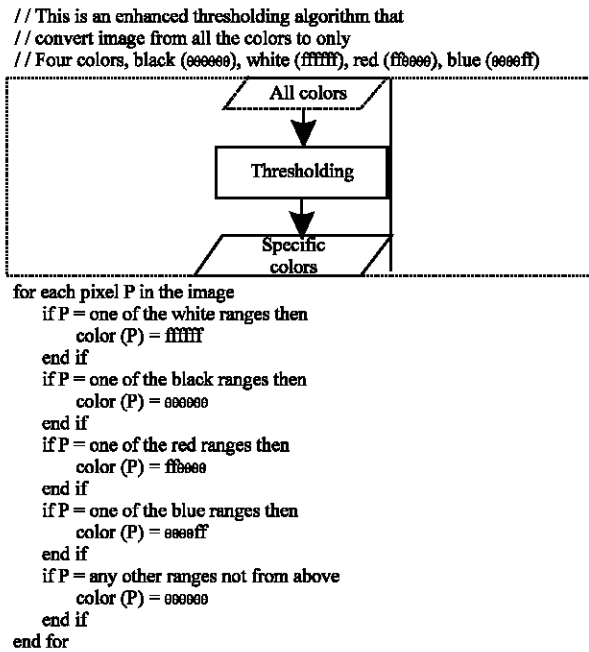 //This is an enhanced thresholding algorithm that
//convert image from all the colors to only
//Four colors, black (000000), white (ffffff), red (ff0000), blue (0000ff)
All colors
Thresholding
Specific
colors
for each pixel P in the image
if P = one of the white ranges then
color (P) = ffffff
end if
if P = one of the black ranges then
color (P) = 000000
end if
if P = one of the red ranges then
color (P) = ff0000
end if
if P = one of the blue ranges then
color (P) = 0000ff
end if
if P = any other ranges not from above
color (P) = 000000
end if
end for